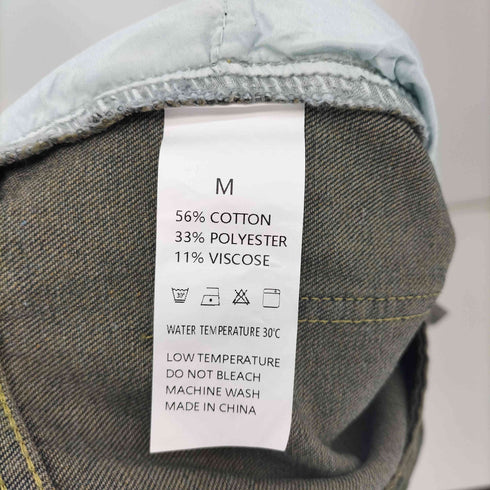 M
56% COTTON
33% POLYESTER
11% VISCOSE
30°
WATER TEMPERATURE 30℃
LOW TEMPERATURE
DO NOT BLEACH
MACHINE WASH
MADE IN CHINA